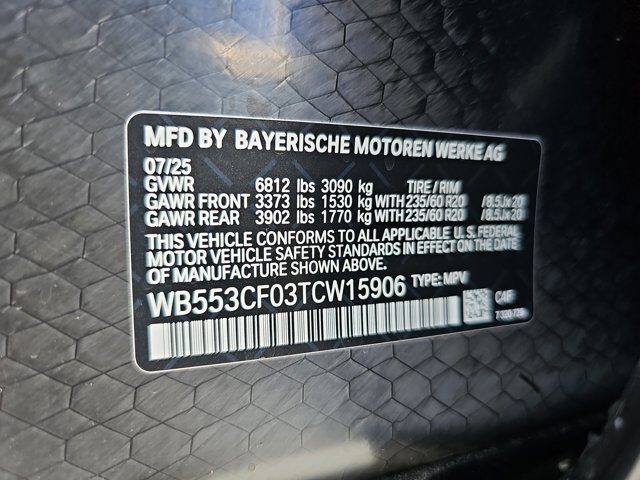 MFD BY BAYERISCHE MOTOREN WERKE AG
07/25
GVWR 6812 lbs 3090 kg TIRE/RIM
GAWR FRONT 3373 lbs 1530 kg WITH 235/60 R20 /8.5Jx20
GAWR REAR 3902 lbs 1770 kg WITH 235/60 R20 /8.5Jx20
THIS VEHICLE CONFORMS TO ALL APPLICABLE U.S. FEDERAL
MOTOR VEHICLE SAFETY STANDARDS IN EFFECT ON THE DATE
OF MANUFACTURE SHOWN ABOVE.
WB553CF03TCW15906 TYPE: MPV